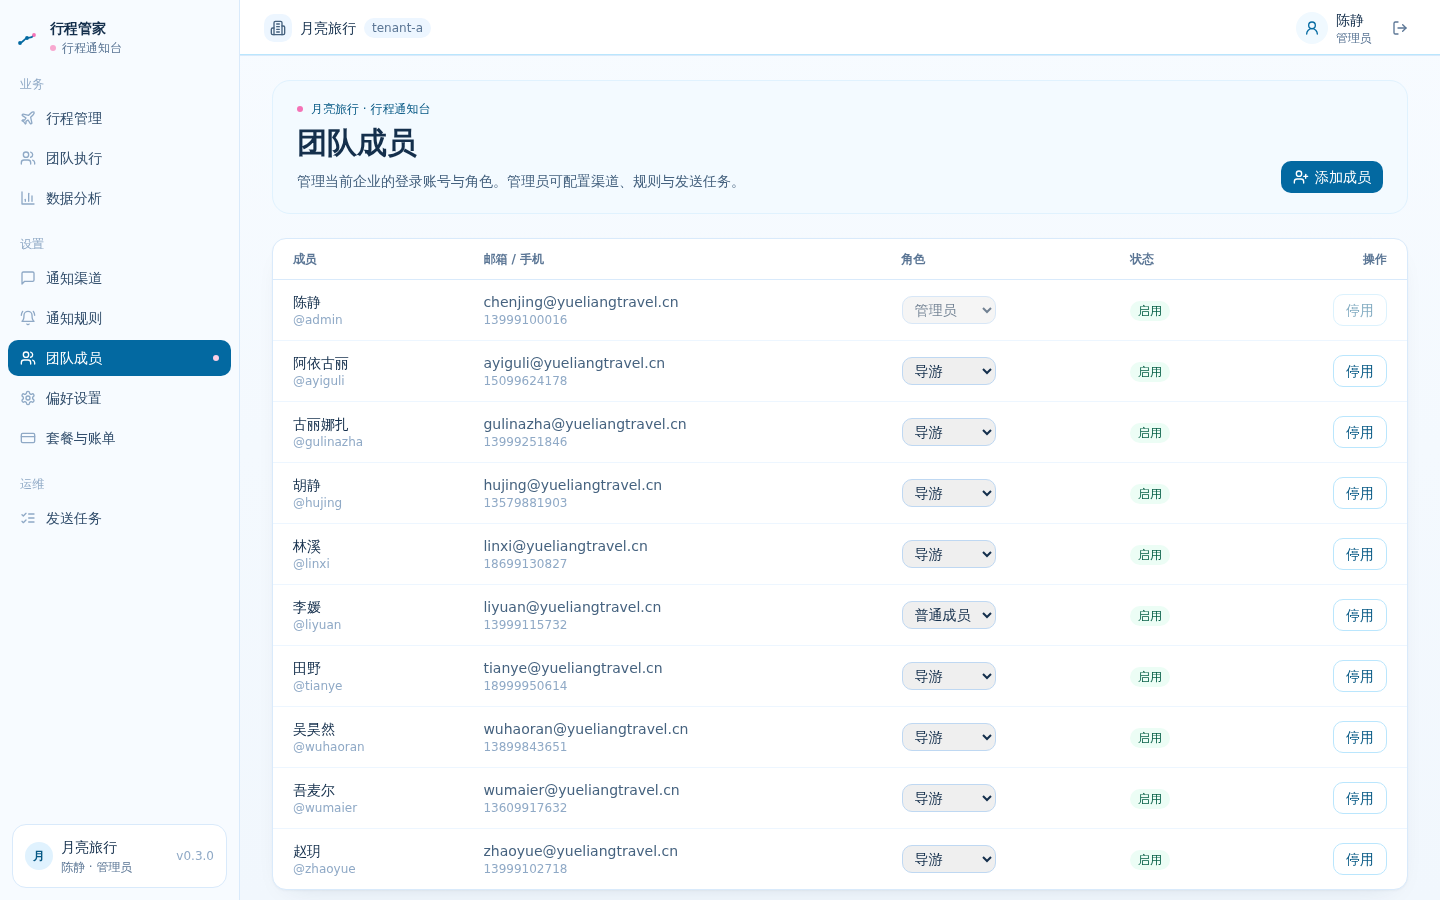 行程管家
行程通知台
业务
行程管理
团队执行
数据分析
设置
通知渠道
通知规则
团队成员
偏好设置
套餐与账单
运维
发送任务
月
月亮旅行
陈静 · 管理员
v0.3.0
月亮旅行 tenant-a
陈静
管理员
月亮旅行 · 行程通知台
团队成员
管理当前企业的登录账号与角色。管理员可配置渠道、规则与发送任务。
添加成员
成员 邮箱 / 手机 角色 状态 操作
陈静 chenjing@yueliangtravel.cn 管理员 启用 停用
@admin 13999100016
阿依古丽 ayiguli@yueliangtravel.cn 导游 启用 停用
@ayiguli 15099624178
古丽娜扎 gulinazha@yueliangtravel.cn 导游 启用 停用
@gulinazha 13999251846
胡静 hujing@yueliangtravel.cn 导游 启用 停用
@hujing 13579881903
林溪 linxi@yueliangtravel.cn 导游 启用 停用
@linxi 18699130827
李媛 liyuan@yueliangtravel.cn 普通成员 启用 停用
@liyuan 13999115732
田野 tianye@yueliangtravel.cn 导游 启用 停用
@tianye 18999950614
吴昊然 wuhaoran@yueliangtravel.cn 导游 启用 停用
@wuhaoran 13899843651
吾麦尔 wumaier@yueliangtravel.cn 导游 启用 停用
@wumaier 13609917632
赵玥 zhaoyue@yueliangtravel.cn 导游 启用 停用
@zhaoyue 13999102718